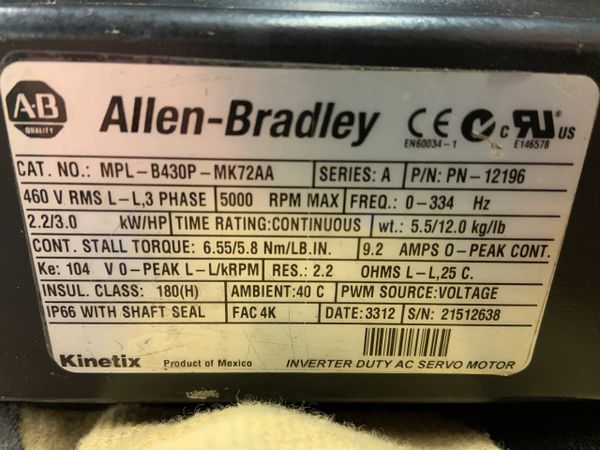 A-B
QUALITY
Allen-Bradley
CE
EN60034-1
c RU US
E146578
CAT. NO.: MPL-B430P-MK72AA SERIES: A P/N: PN-12196
460 V RMS L-L,3 PHASE 5000 RPM MAX FREQ.: 0-334 Hz
2.2/3.0 kW/HP TIME RATING:CONTINUOUS wt.: 5.5/12.0 kg/lb
CONT. STALL TORQUE: 6.55/5.8 Nm/LB.IN. 9.2 AMPS O-PEAK CONT.
Ke: 104 V O-PEAK L-L/kRPM RES.: 2.2 OHMS L-L,25 C.
INSUL. CLASS: 180(H) AMBIENT:40 C PWM SOURCE:VOLTAGE
IP66 WITH SHAFT SEAL FAC 4K DATE:3312 S/N: 21512638
Kinetix Product of Mexico INVERTER DUTY AC SERVO MOTOR